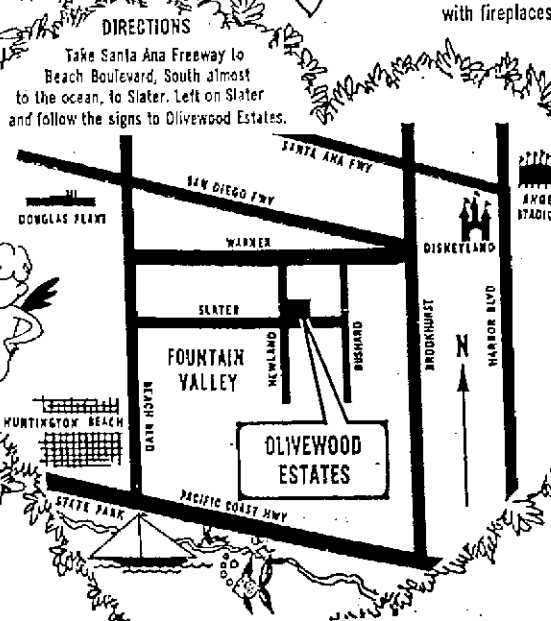 with fireplaces
DIRECTIONS
Take Santa Ana Freeway to
Beach Boulevard, South almost
to the ocean, to Slater. Left on Slater
and follow the signs to Olivewood Estates.
SANTA ANA FWY
SAN DIEGO FWY
DOUGLAS PLANT
DISNEYLAND
WARNER
SLATER
NEWLAND
BUSHARD
BROOKHURST
HARBOR BLVD
N
FOUNTAIN
VALLEY
BEACH BLVD
HUNTINGTON BEACH
OLIVEWOOD
ESTATES
STATE PARK
PACIFIC COAST HWY